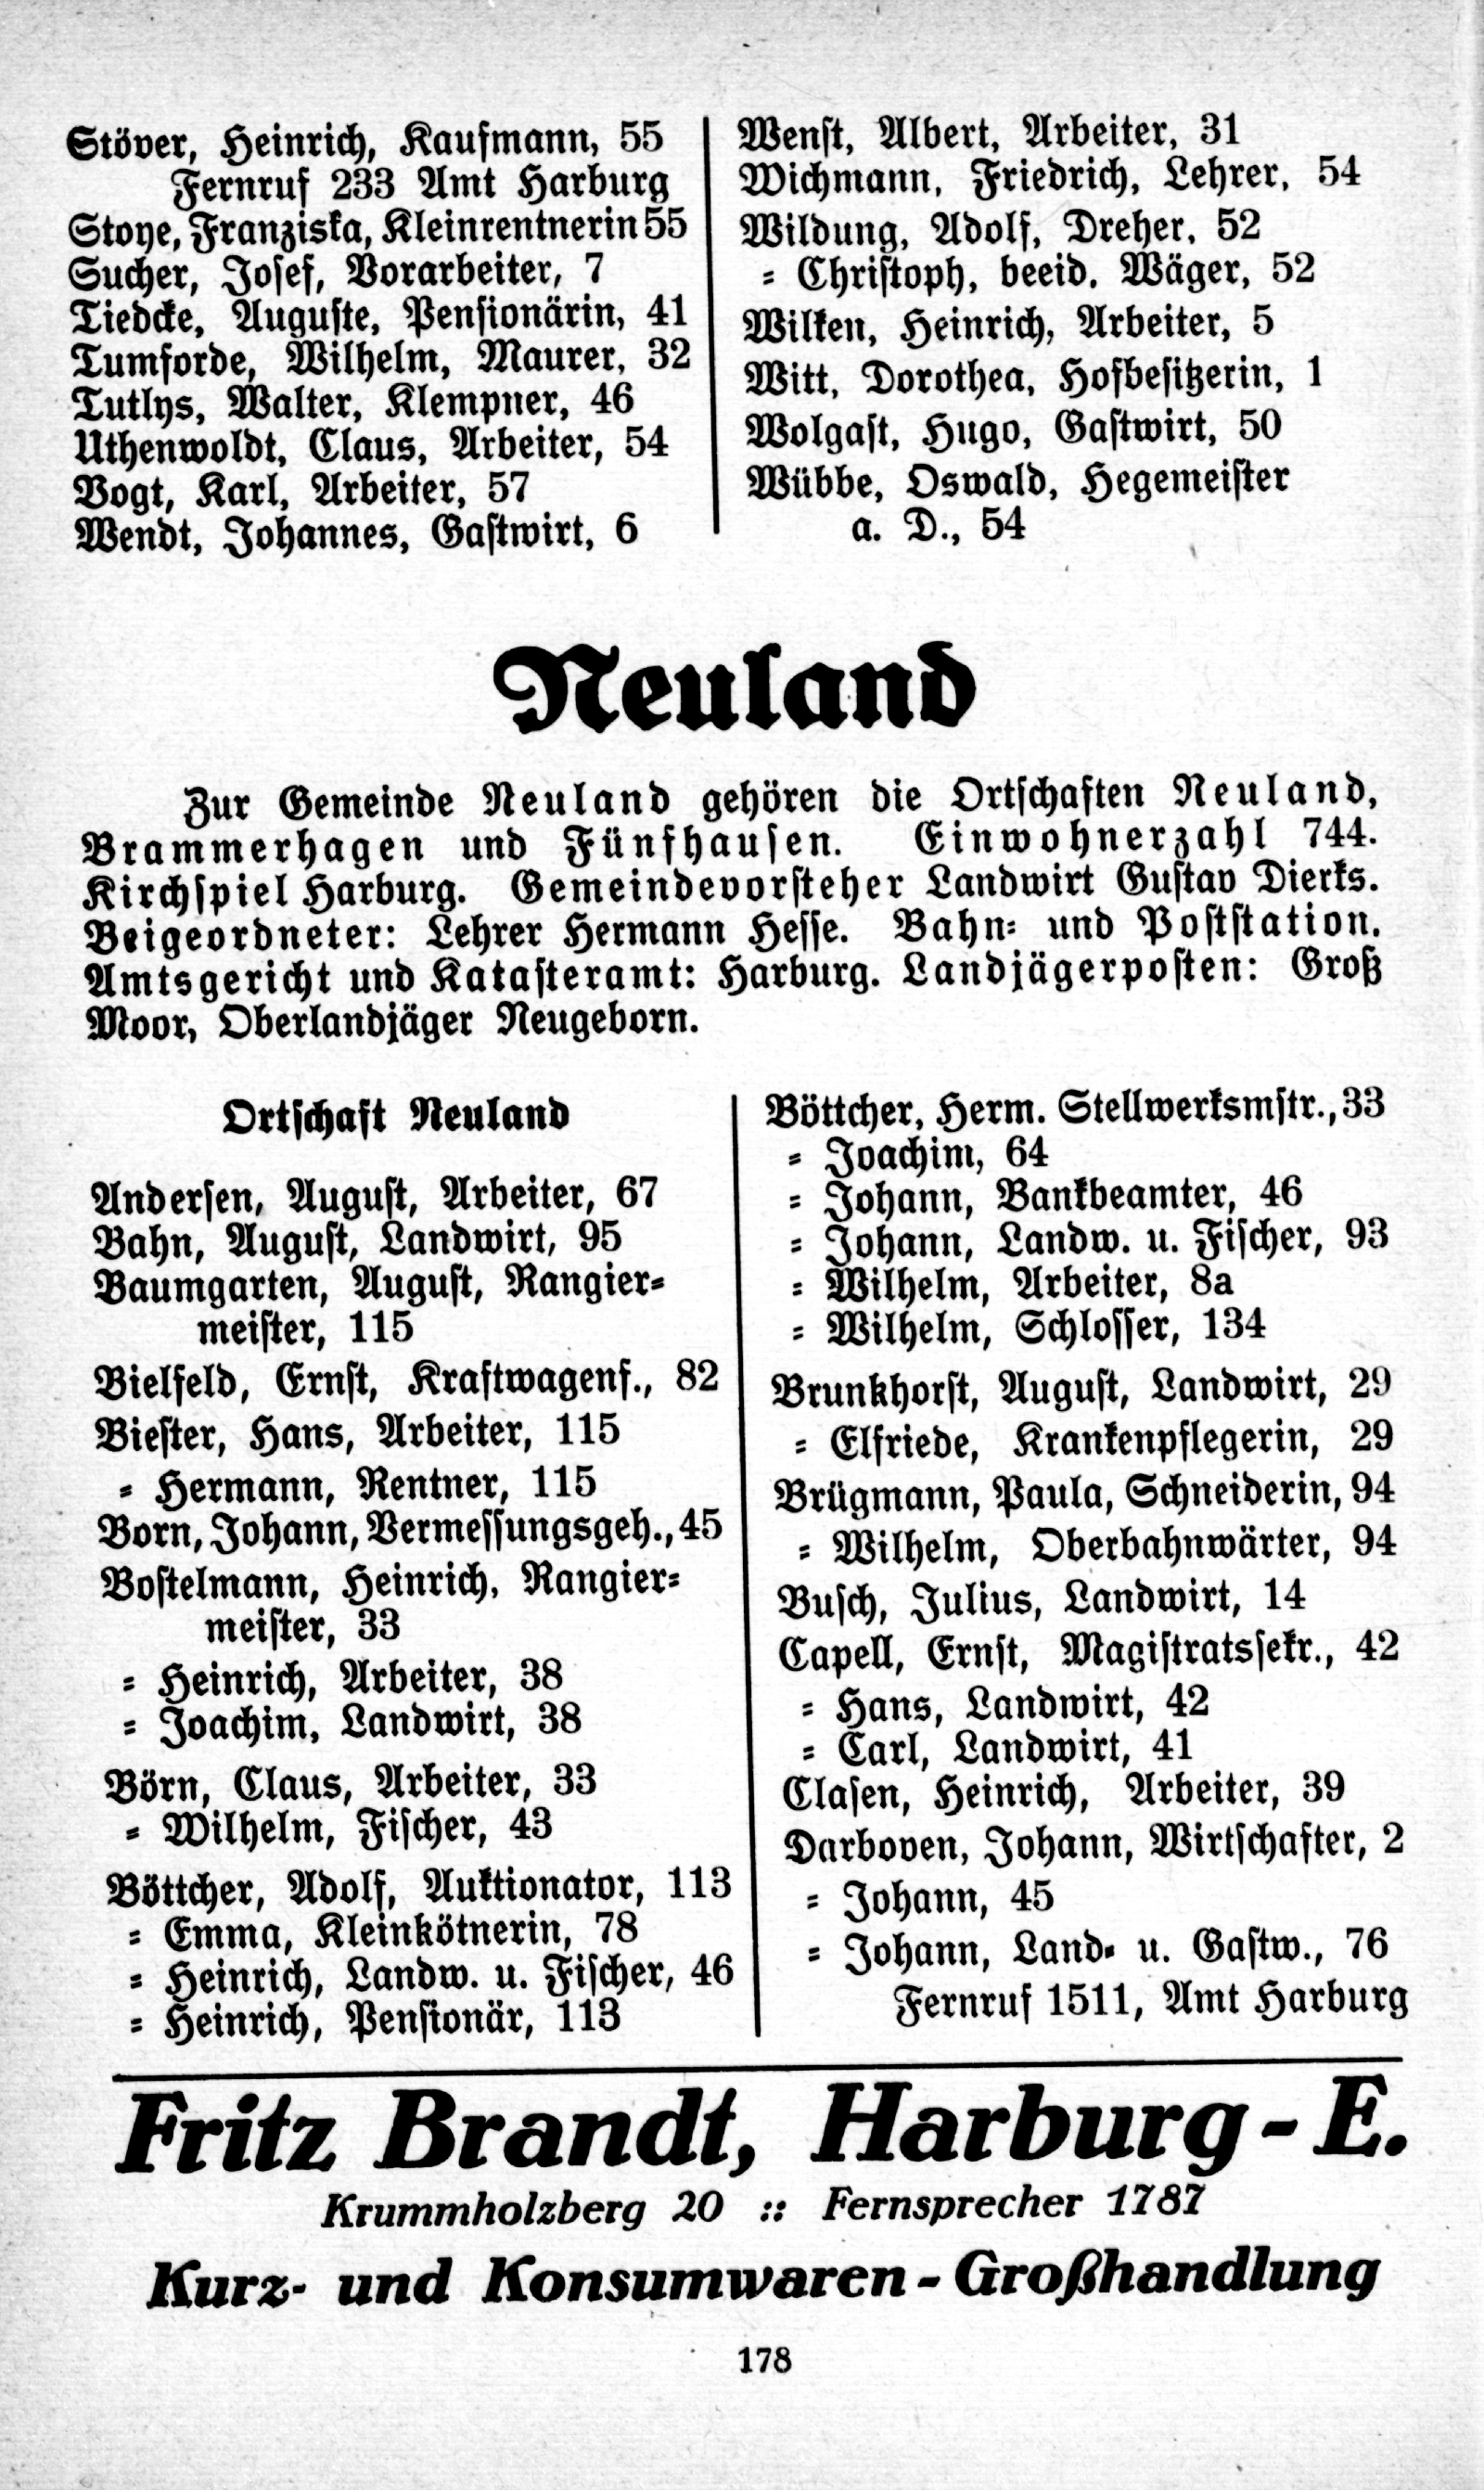 Stöver, Heinrich, Kaufmann, 55
Fernruf 233 Amt Harburg
Stoye, Franziska, Kleinrentnerin 55
Sucher, Josef, Vorarbeiter, 7
Tiedcke, Auguste, Pensionärin, 41
Tumforde, Wilhelm, Maurer, 32
Tutlys, Walter, Klempner, 46
Uthenwoldt, Claus, Arbeiter, 54
Vogt, Karl, Arbeiter, 57
Wendt, Johannes, Gastwirt, 6
Wenst, Albert, Arbeiter, 31
Wichmann, Friedrich, Lehrer, 54
Wildung, Adolf, Dreher, 52
= Christoph, beeid. Wäger, 52
Wilken, Heinrich, Arbeiter, 5
Witt, Dorothea, Hofbesitzerin, 1
Wolgast, Hugo, Gastwirt, 50
Wübbe, Oswald, Hegemeister
a. D., 54
Neuland
Zur Gemeinde Neuland gehören die Ortschaften Neuland,
Brammerhagen und Fünfhausen. Einwohnerzahl 744.
Kirchspiel Harburg. Gemeindevorsteher Landwirt Gustav Dierks.
Beigeordneter: Lehrer Hermann Hesse. Bahn= und Poststation.
Amtsgericht und Katasteramt: Harburg. Landjägerposten: Groß
Moor, Oberlandjäger Neugeborn.
Ortschaft Neuland
Andersen, August, Arbeiter, 67
Bahn, August, Landwirt, 95
Baumgarten, August, Rangier=
meister, 115
Bielfeld, Ernst, Kraftwagenf., 82
Biester, Hans, Arbeiter, 115
= Hermann, Rentner, 115
Born, Johann, Vermessungsgeh., 45
Bostelmann, Heinrich, Rangier=
meister, 33
= Heinrich, Arbeiter, 38
= Joachim, Landwirt, 38
Börn, Claus, Arbeiter, 33
= Wilhelm, Fischer, 43
Böttcher, Adolf, Auktionator, 113
= Emma, Kleinkötnerin, 78
= Heinrich, Landw. u. Fischer, 46
= Heinrich, Pensionär, 113
Böttcher, Herm. Stellwerksmstr., 33
= Joachim, 64
= Johann, Bankbeamter, 46
= Johann, Landw. u. Fischer, 93
= Wilhelm, Arbeiter, 8a
= Wilhelm, Schlosser, 134
Brunkhorst, August, Landwirt, 29
= Elfriede, Krankenpflegerin, 29
Brügmann, Paula, Schneiderin, 94
= Wilhelm, Oberbahnwärter, 94
Busch, Julius, Landwirt, 14
Capell, Ernst, Magistratssekr., 42
= Hans, Landwirt, 42
= Carl, Landwirt, 41
Clasen, Heinrich, Arbeiter, 39
Darboven, Johann, Wirtschafter, 2
= Johann, 45
= Johann, Land= u. Gastw., 76
Fernruf 1511, Amt Harburg
Fritz Brandt, Harburg-E.
Krummholzberg 20 :: Fernsprecher 1787
Kurz- und Konsumwaren-Großhandlung
178